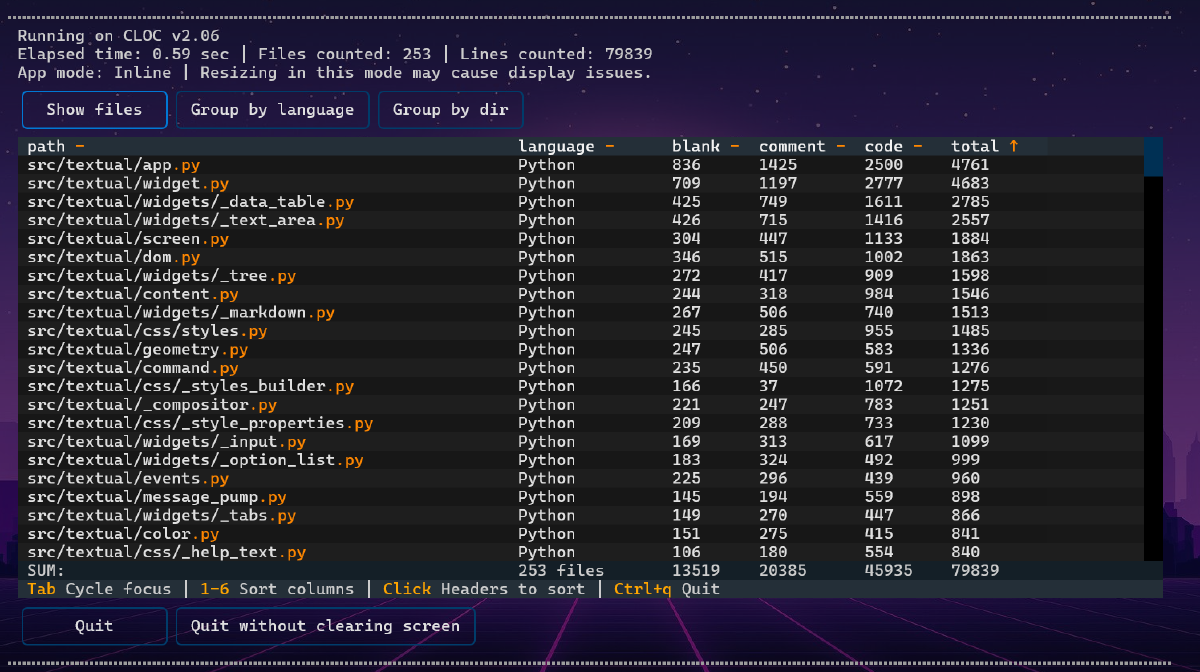 Running on CLOC v2.06
Elapsed time: 0.59 sec | Files counted: 253 | Lines counted: 79839
App mode: Inline | Resizing in this mode may cause display issues.
Show files Group by language Group by dir
path - language - blank - comment - code - total ↑
src/textual/app.py Python 836 1425 2500 4761
src/textual/widget.py Python 709 1197 2777 4683
src/textual/widgets/_data_table.py Python 425 749 1611 2785
src/textual/widgets/_text_area.py Python 426 715 1416 2557
src/textual/screen.py Python 304 447 1133 1884
src/textual/dom.py Python 346 515 1002 1863
src/textual/widgets/_tree.py Python 272 417 909 1598
src/textual/content.py Python 244 318 984 1546
src/textual/widgets/_markdown.py Python 267 506 740 1513
src/textual/css/styles.py Python 245 285 955 1485
src/textual/geometry.py Python 247 506 583 1336
src/textual/command.py Python 235 450 591 1276
src/textual/css/_styles_builder.py Python 166 37 1072 1275
src/textual/_compositor.py Python 221 247 783 1251
src/textual/css/_style_properties.py Python 209 288 733 1230
src/textual/widgets/_input.py Python 169 313 617 1099
src/textual/widgets/_option_list.py Python 183 324 492 999
src/textual/events.py Python 225 296 439 960
src/textual/message_pump.py Python 145 194 559 898
src/textual/widgets/_tabs.py Python 149 270 447 866
src/textual/color.py Python 151 275 415 841
src/textual/css/_help_text.py Python 106 180 554 840
SUM: 253 files 13519 20385 45935 79839
Tab Cycle focus | 1-6 Sort columns | Click Headers to sort | Ctrl+q Quit
Quit Quit without clearing screen